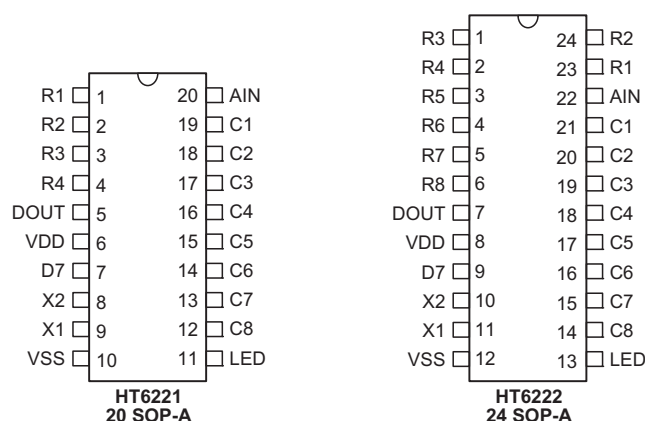 R1 1 20 AIN
R2 2 19 C1
R3 3 18 C2
R4 4 17 C3
DOUT 5 16 C4
VDD 6 15 C5
D7 7 14 C6
X2 8 13 C7
X1 9 12 C8
VSS 10 11 LED
HT6221
20 SOP-A
R3 1 24 R2
R4 2 23 R1
R5 3 22 AIN
R6 4 21 C1
R7 5 20 C2
R8 6 19 C3
DOUT 7 18 C4
VDD 8 17 C5
D7 9 16 C6
X2 10 15 C7
X1 11 14 C8
VSS 12 13 LED
HT6222
24 SOP-A